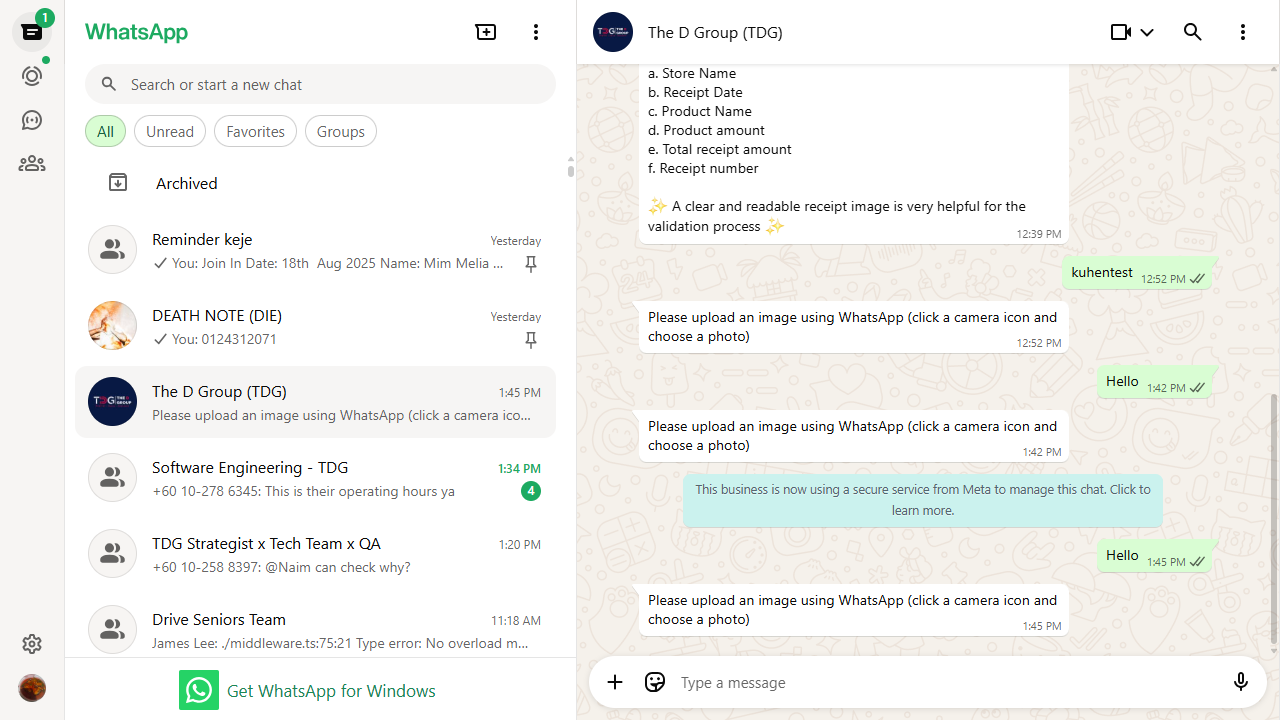 1
WhatsApp
Search or start a new chat
All
Unread
Favorites
Groups
Archived
Reminder keje
Yesterday
You: Join In Date: 18th Aug 2025 Name: Mim Melia ...
DEATH NOTE (DIE)
Yesterday
You: 0124312071
TDG THE D GROUP
The D Group (TDG)
1:45 PM
Please upload an image using WhatsApp (click a camera ico...
Software Engineering - TDG
1:34 PM
+60 10-278 6345: This is their operating hours ya
4
TDG Strategist x Tech Team x QA
1:20 PM
+60 10-258 8397: @Naim can check why?
Drive Seniors Team
11:18 AM
James Lee: ./middleware.ts:75:21 Type error: No overload m...
Get WhatsApp for Windows
TDG THE D GROUP
The D Group (TDG)
a. Store Name
b. Receipt Date
c. Product Name
d. Product amount
e. Total receipt amount
f. Receipt number
✨ A clear and readable receipt image is very helpful for the
validation process ✨
12:39 PM
kuhentest
12:52 PM
Please upload an image using WhatsApp (click a camera icon and
choose a photo)
12:52 PM
Hello
1:42 PM
Please upload an image using WhatsApp (click a camera icon and
choose a photo)
1:42 PM
This business is now using a secure service from Meta to manage this chat. Click to
learn more.
Hello
1:45 PM
Please upload an image using WhatsApp (click a camera icon and
choose a photo)
1:45 PM
Type a message